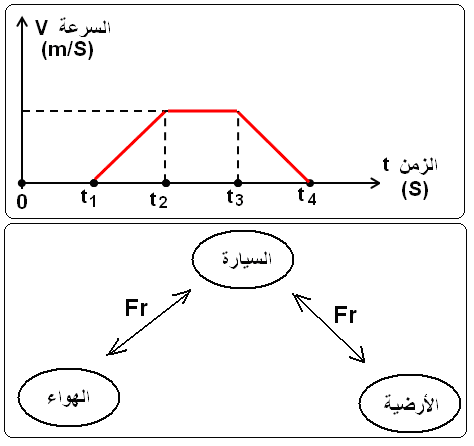 V السرعة
(m/S)
t الزمن
(S)
0 t1 t2 t3 t4
السيارة
Fr Fr
الهواء الأرضية